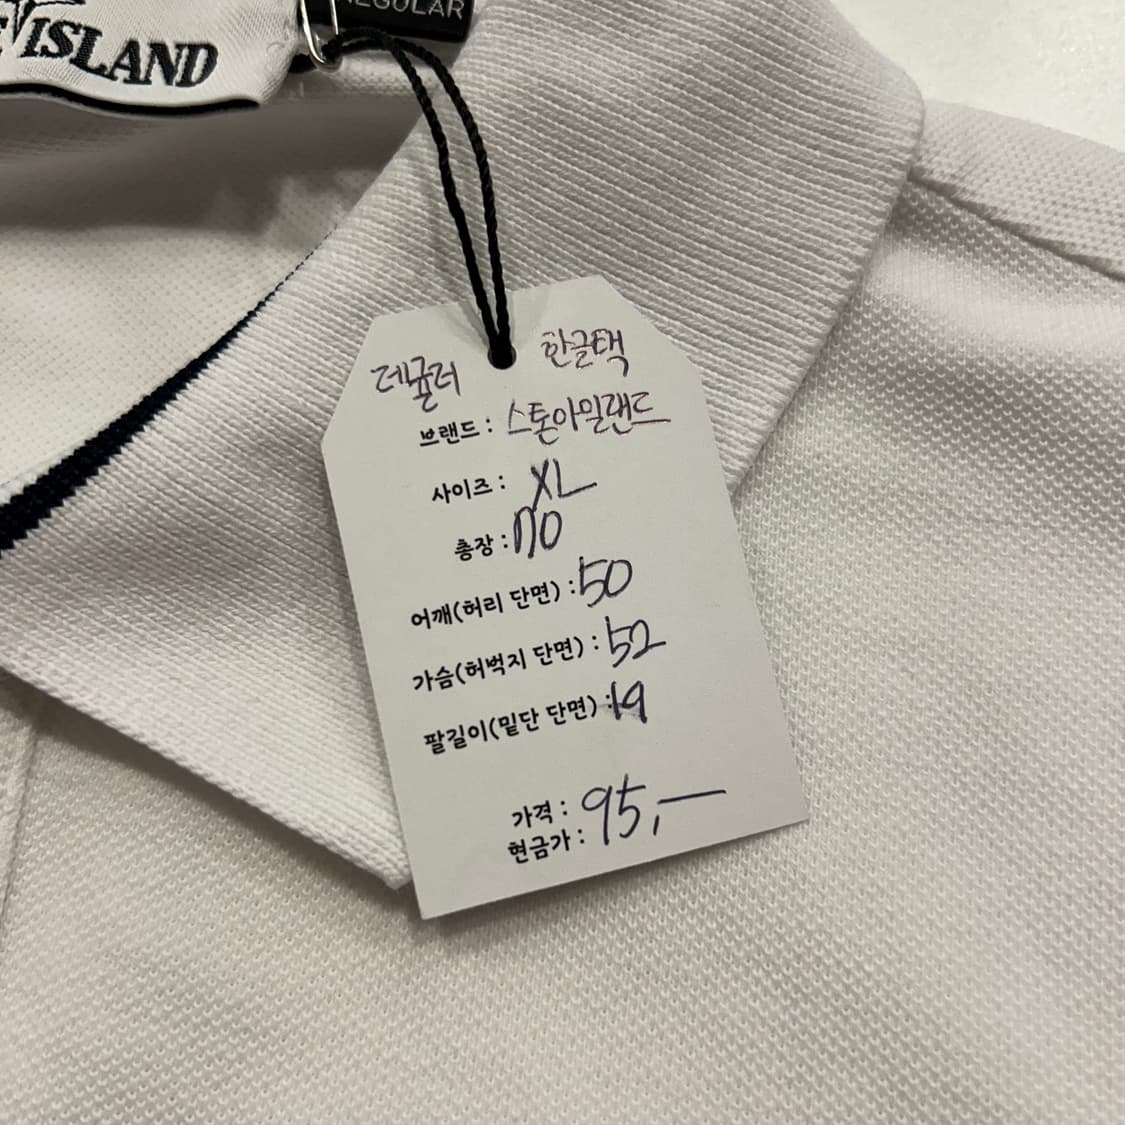 ISLAND
REGULAR
레귤러 한글택
브랜드 : 스톤아일랜드
사이즈 : XL
총장 : 70
어깨(허리 단면) : 50
가슴(허벅지 단면) : 52
팔길이(밑단 단면) : 19
가격 : 95,—
현금가 :